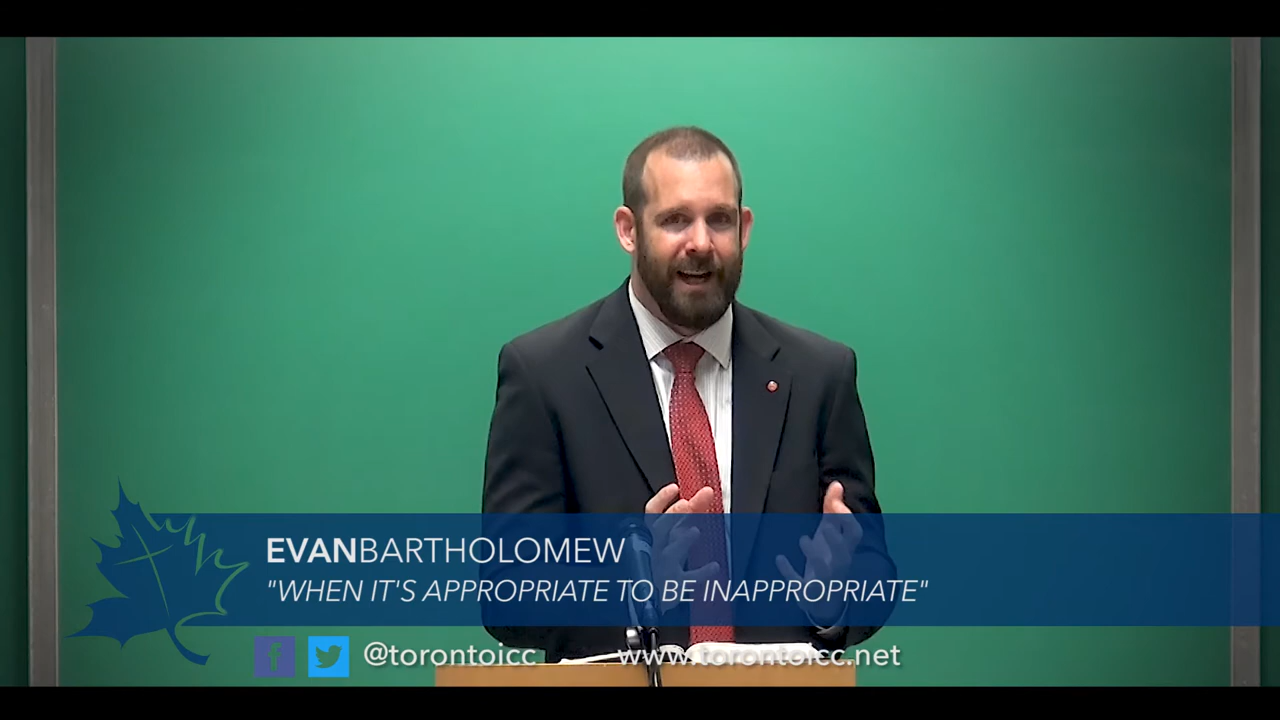 EVANBARTHOLOMEW
"WHEN IT'S APPROPRIATE TO BE INAPPROPRIATE"
@torontoicc www.torontoicc.net